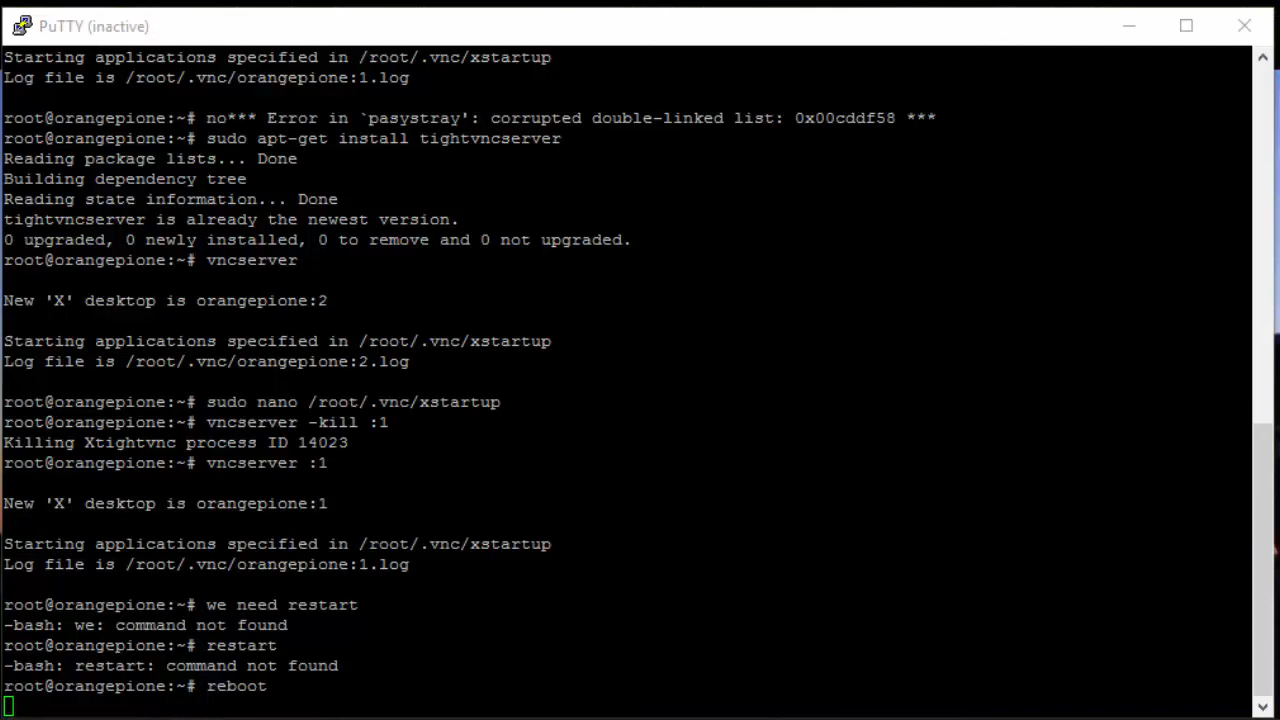 PuTTY (inactive)
Starting applications specified in /root/.vnc/xstartup
Log file is /root/.vnc/orangepione:1.log
root@orangepione:~# no*** Error in `pasystray': corrupted double-linked list: 0x00cddf58 ***
root@orangepione:~# sudo apt-get install tightvncserver
Reading package lists... Done
Building dependency tree
Reading state information... Done
tightvncserver is already the newest version.
0 upgraded, 0 newly installed, 0 to remove and 0 not upgraded.
root@orangepione:~# vncserver
New 'X' desktop is orangepione:2
Starting applications specified in /root/.vnc/xstartup
Log file is /root/.vnc/orangepione:2.log
root@orangepione:~# sudo nano /root/.vnc/xstartup
root@orangepione:~# vncserver -kill :1
Killing Xtightvnc process ID 14023
root@orangepione:~# vncserver :1
New 'X' desktop is orangepione:1
Starting applications specified in /root/.vnc/xstartup
Log file is /root/.vnc/orangepione:1.log
root@orangepione:~# we need restart
-bash: we: command not found
root@orangepione:~# restart
-bash: restart: command not found
root@orangepione:~# reboot